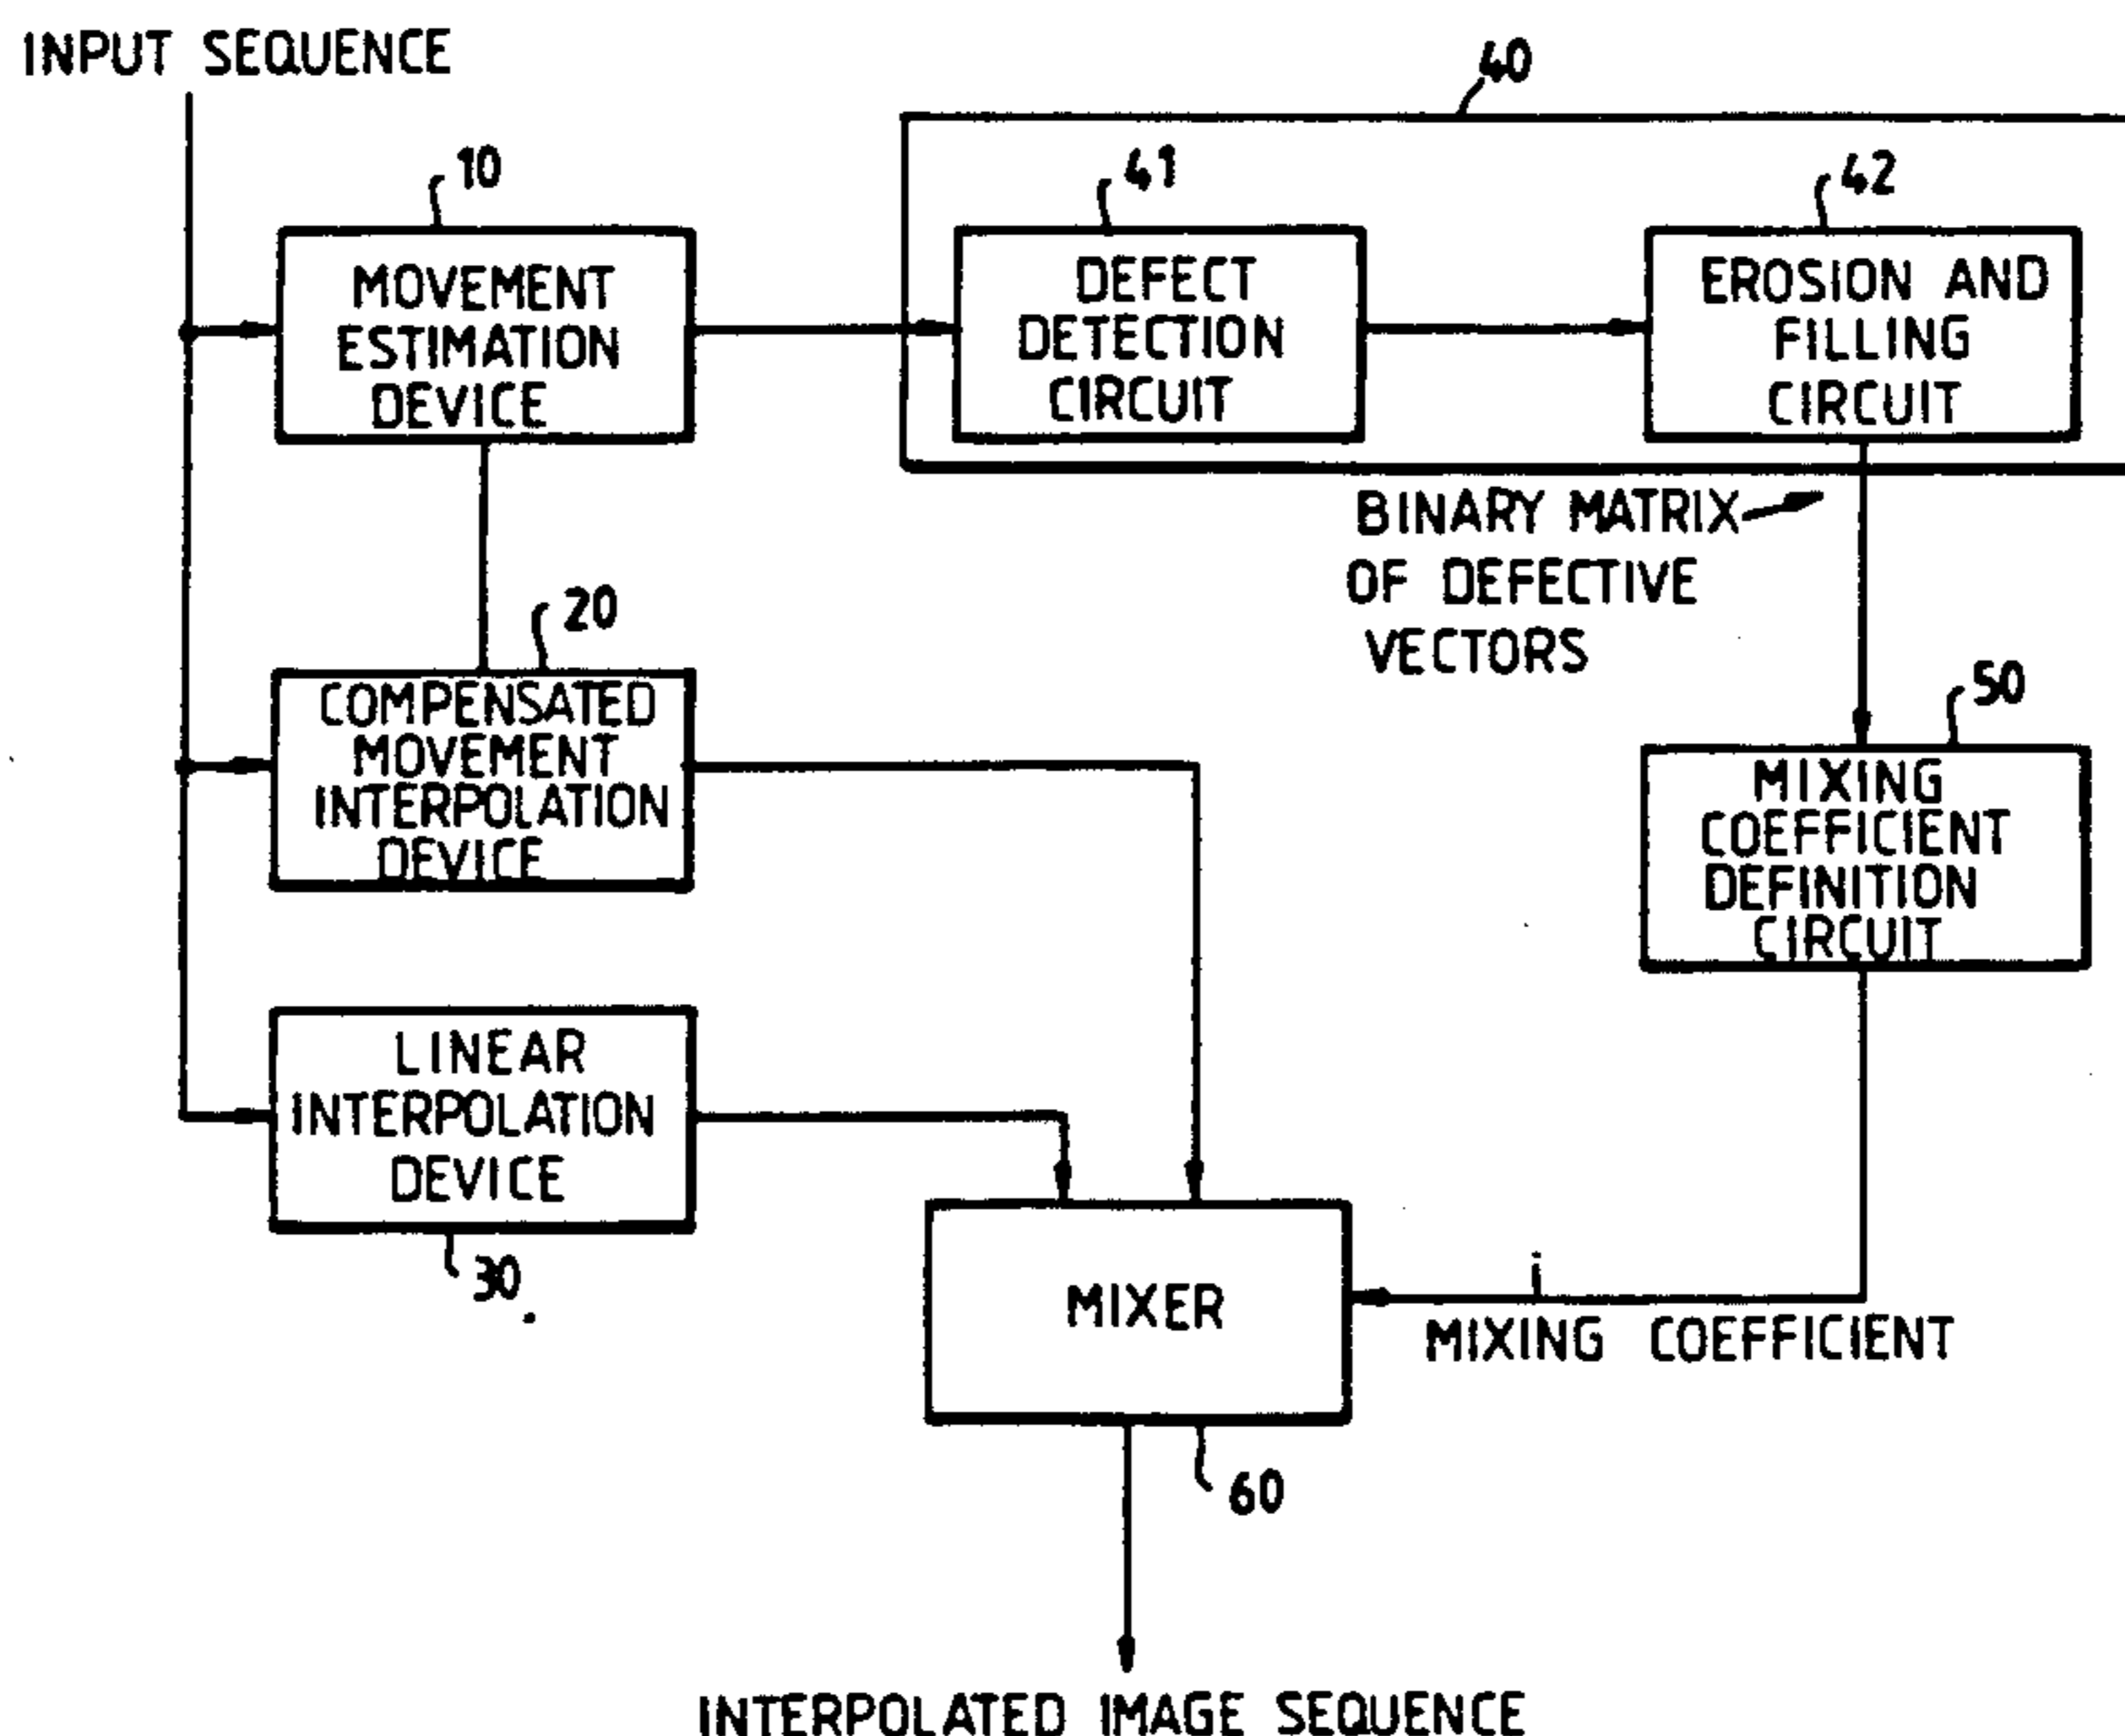 INPUT SEQUENCE
40
10
41
42
MOVEMENT
ESTIMATION
DEVICE
DEFECT
DETECTION
CIRCUIT
EROSION AND
FILLING
CIRCUIT
BINARY MATRIX
OF DEFECTIVE
VECTORS
20
COMPENSATED
MOVEMENT
INTERPOLATION
DEVICE
50
MIXING
COEFFICIENT
DEFINITION
CIRCUIT
LINEAR
INTERPOLATION
DEVICE
30
MIXER
i
MIXING COEFFICIENT
60
INTERPOLATED IMAGE SEQUENCE